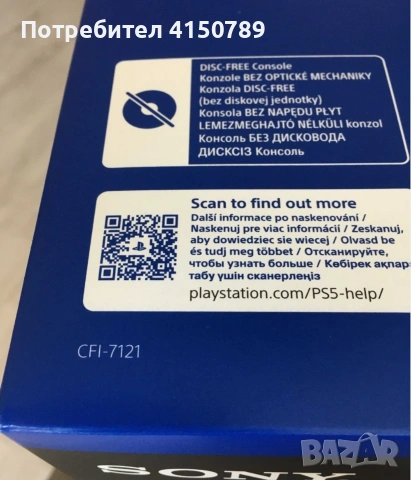 Потребител 4150789
DISC-FREE Console
Konzole BEZ OPTICKÉ MECHANIKY
Konzola DISC-FREE
(bez diskovej jednotky)
Konsola BEZ NAPĘDU PŁYT
LEMEZMEGHAJTÓ NÉLKÜLI konzol
Консоль БЕЗ ДИСКОВОДА
ДИСКСІЗ Консоль
Scan to find out more
Další informace po naskenování /
Naskenuj pre viac informácií / Zeskanuj,
aby dowiedzieć się więcej / Olvasd be
és tudj meg többet / Отсканируйте,
чтобы узнать больше / Көбірек ақпар
табу үшін сканерлеңіз
playstation.com/PS5-help/
CFI-7121
SONY
BAZAR